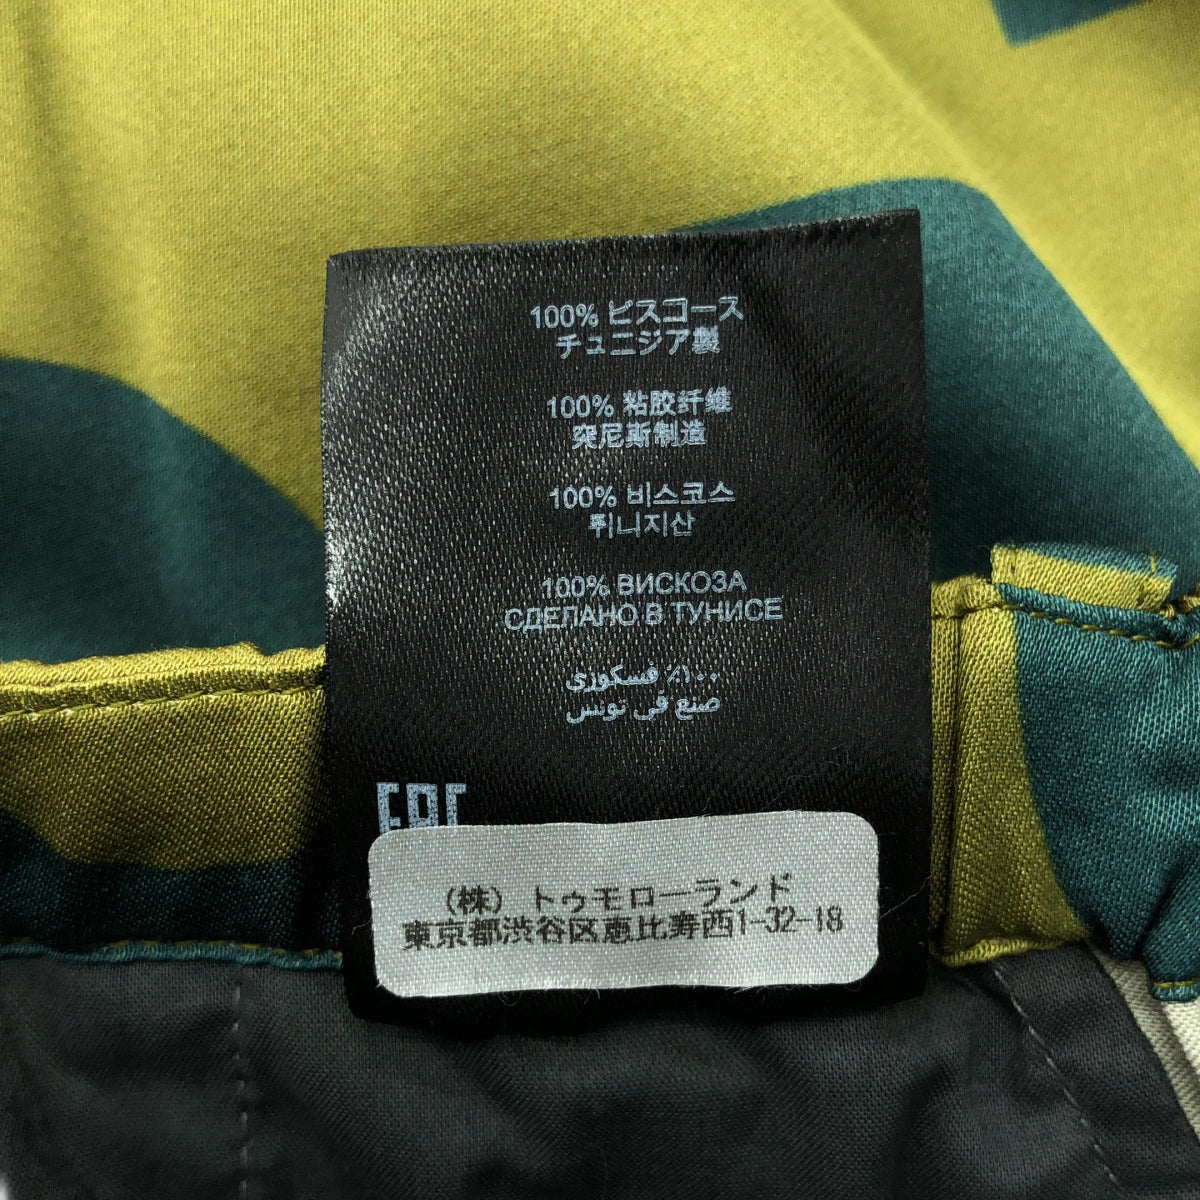 100% ビスコース
チュニジア製
100% 粘胶纤维
突尼斯制造
100% 비스코스
튀니지산
100% ВИСКОЗА
СДЕЛАНО В ТУНИСЕ
١٠٠٪ فسكوزى
صنع فى تونس
EAC
(株) トゥモローランド
東京都渋谷区恵比寿西1-32-18